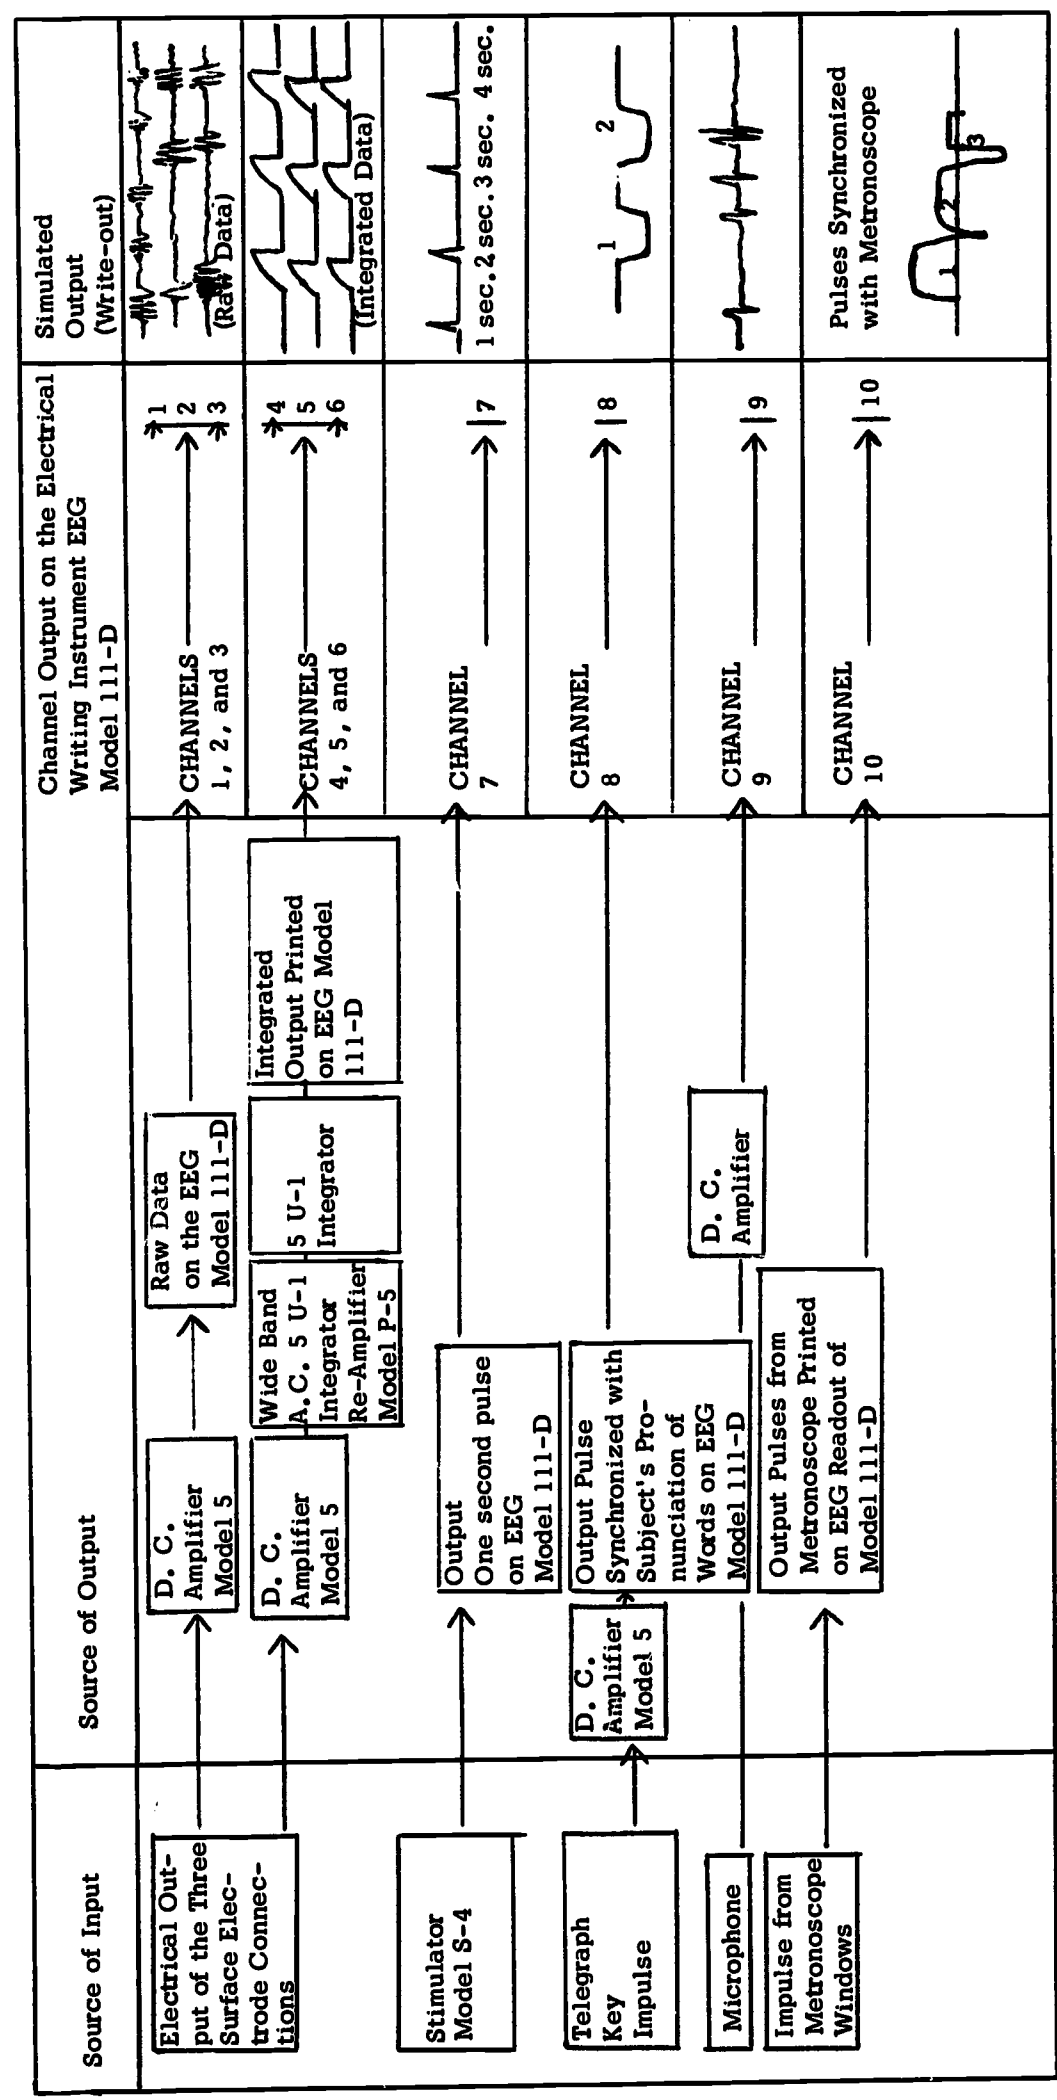 Source of Input
Source of Output
Channel Output on the Electrical
Writing Instrument EEG
Model 111-D
Simulated
Output
(Write-out)
Electrical Out-
put of the Three
Surface Elec-
trode Connec-
tions
D. C.
Amplifier
Model 5
Raw Data
on the EEG
Model 111-D
CHANNELS
1, 2, and 3
1
2
3
(Raw Data)
D. C.
Amplifier
Model 5
Wide Band
A.C. 5 U-1
Integrator
Re-Amplifier
Model P-5
5 U-1
Integrator
Integrated
Output Printed
on EEG Model
111-D
CHANNELS
4, 5, and 6
4
5
6
(Integrated Data)
Stimulator
Model S-4
Output
One second pulse
on EEG
Model 111-D
CHANNEL
7
7
1 sec. 2 sec. 3 sec. 4 sec.
Telegraph
Key
Impulse
D. C.
Amplifier
Model 5
Output Pulse
Synchronized with
Subject's Pro-
nunciation of
Words on EEG
Model 111-D
CHANNEL
8
8
1 2
Microphone
D. C.
Amplifier
CHANNEL
9
9
Impulse from
Metronoscope
Windows
Output Pulses from
Metronoscope Printed
on EEG Readout of
Model 111-D
CHANNEL
10
10
Pulses Synchronized
with Metronoscope
1 2 3